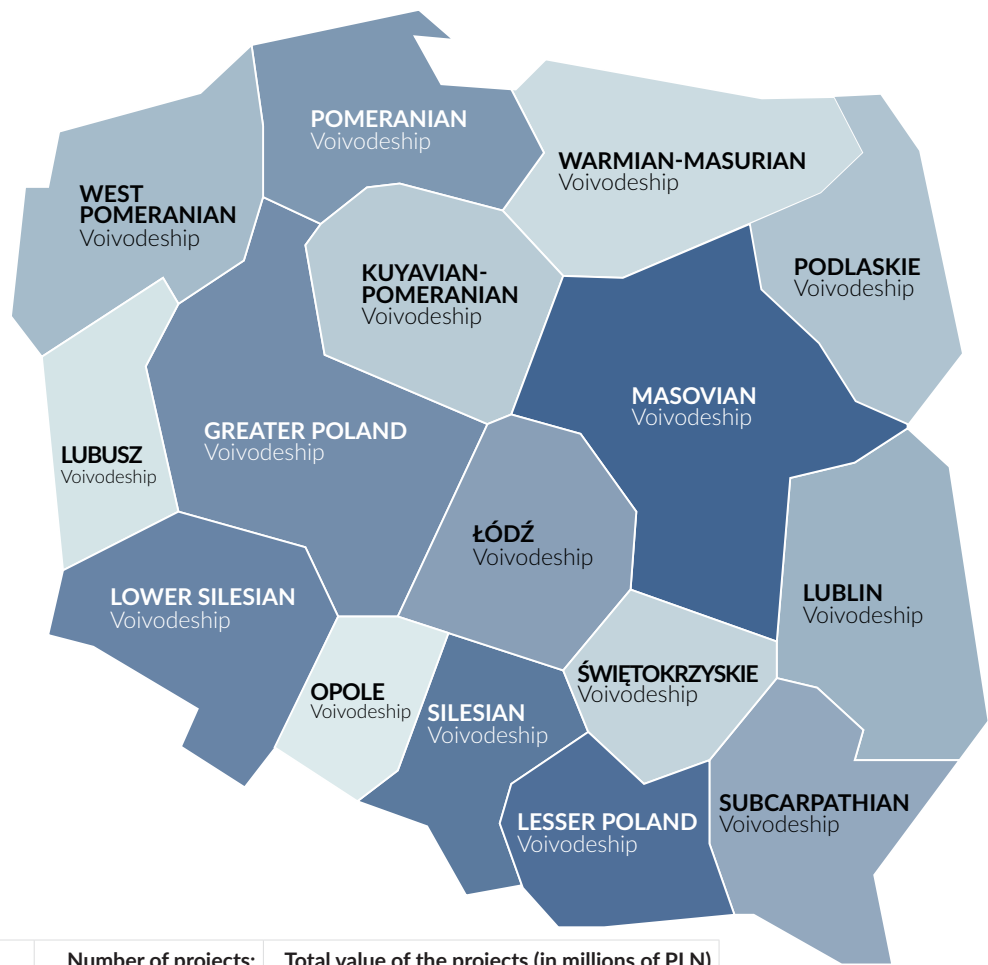 POMERANIAN
Voivodeship
WARMIAN-MASURIAN
Voivodeship
WEST
POMERANIAN
Voivodeship
KUYAVIAN-
POMERANIAN
Voivodeship
PODLASKIE
Voivodeship
MASOVIAN
Voivodeship
GREATER POLAND
Voivodeship
LUBUSZ
Voivodeship
ŁÓDŹ
Voivodeship
LOWER SILESIAN
Voivodeship
LUBLIN
Voivodeship
ŚWIĘTOKRZYSKIE
Voivodeship
OPOLE
Voivodeship
SILESIAN
Voivodeship
SUBCARPATHIAN
Voivodeship
LESSER POLAND
Voivodeship
Number of projects:
Total value of the projects (in millions of PLN)